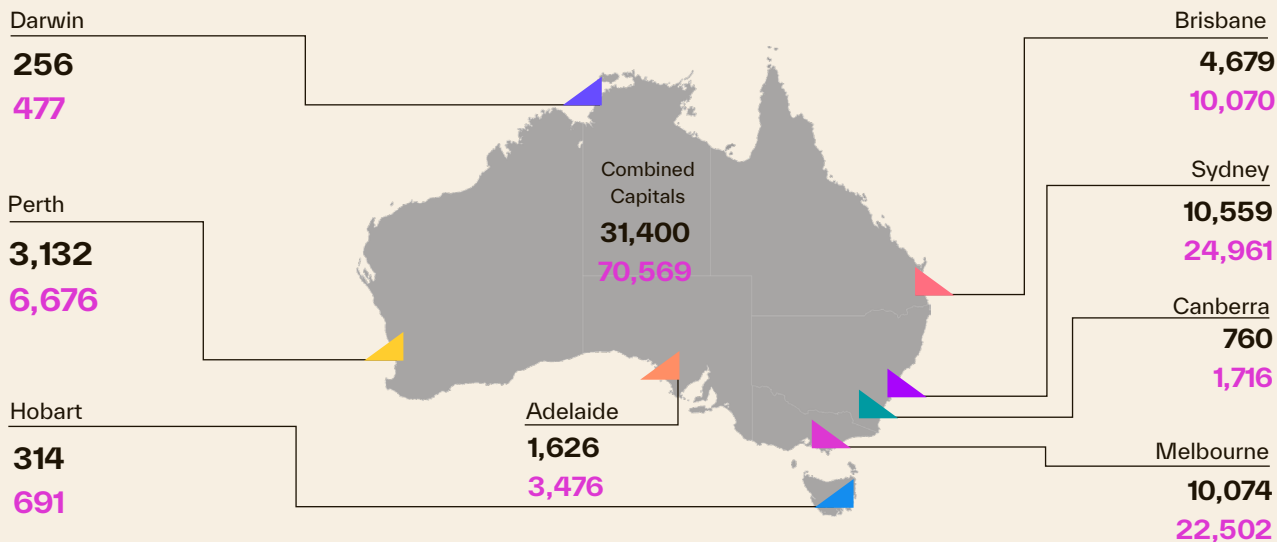 Darwin
256
477
Perth
3,132
6,676
Hobart
314
691
Combined
Capitals
31,400
70,569
Adelaide
1,626
3,476
Brisbane
4,679
10,070
Sydney
10,559
24,961
Canberra
760
1,716
Melbourne
10,074
22,502